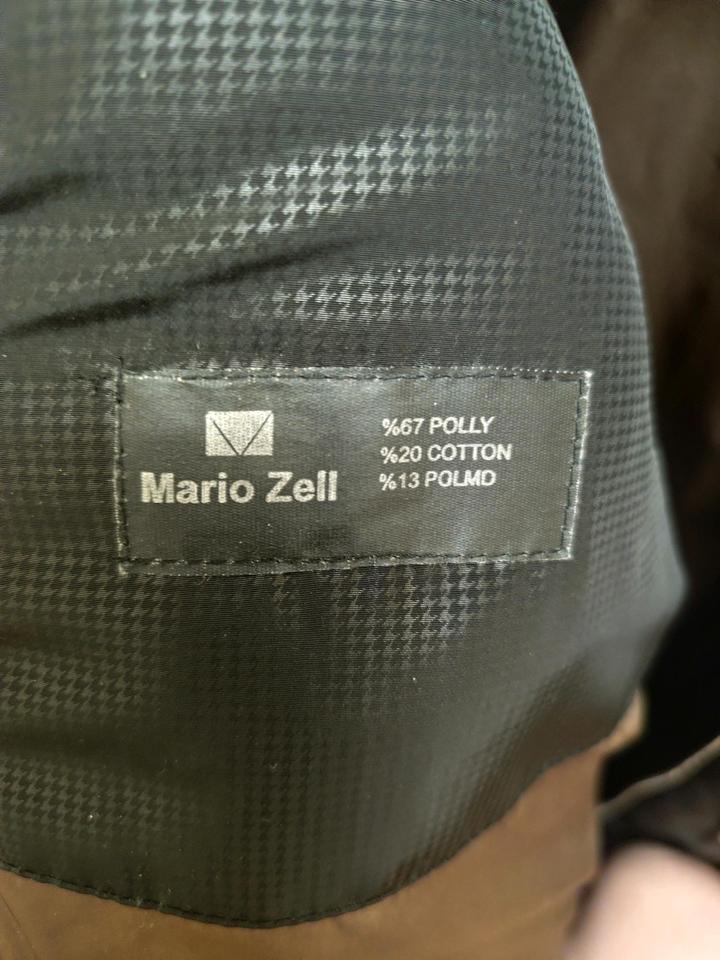 Mario Zell
%67 POLLY
%20 COTTON
%13 POLMD